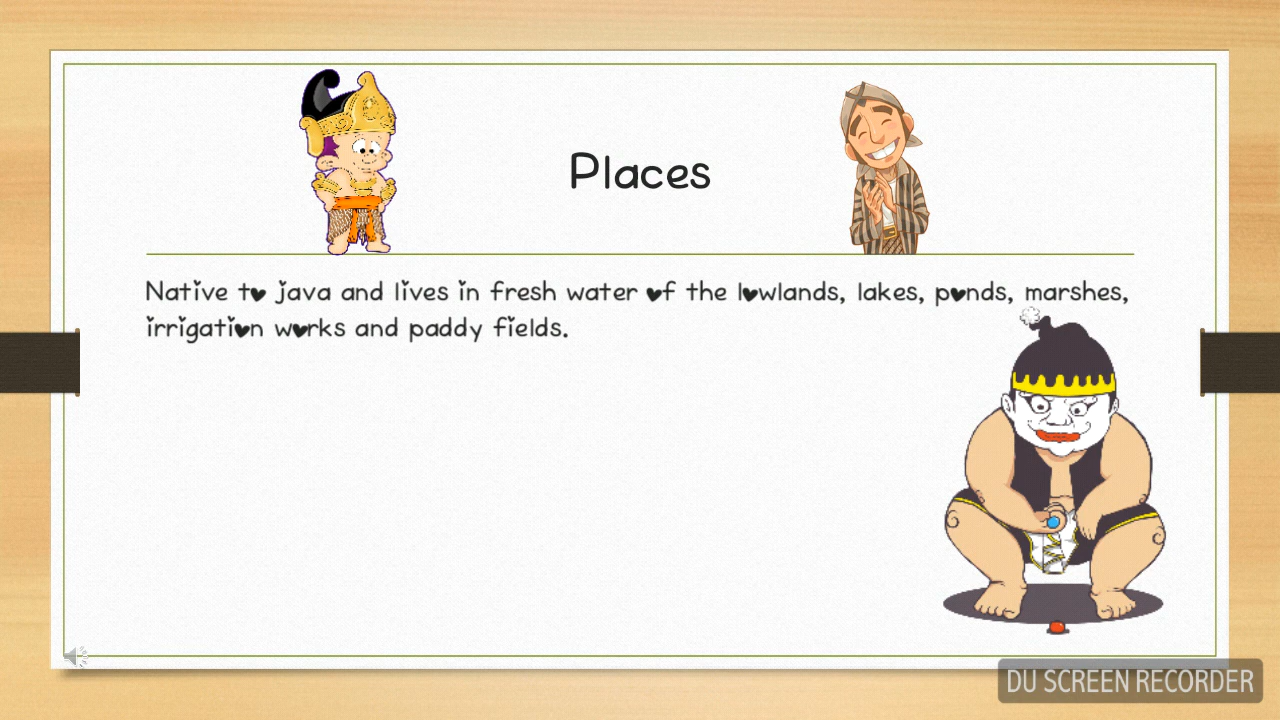 Places
Native to java and lives in fresh water of the lowlands, lakes, ponds, marshes,
irrigation works and paddy fields.
DU SCREEN RECORDER